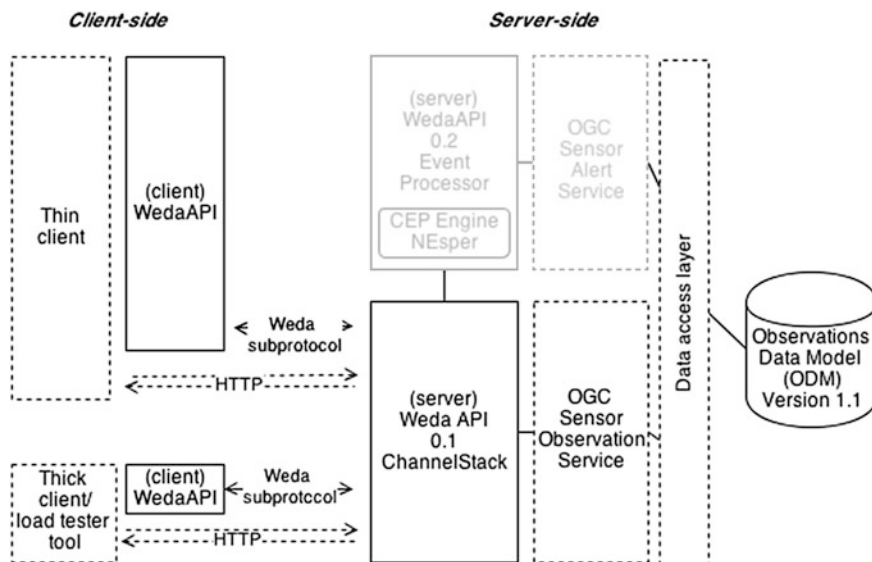 Client-side
Server-side
Thin
client
(client)
WedaAPI
(server)
WedaAPI
0.2
Event
Processor
CEP Engine
NEsper
OGC
Sensor
Alert
Service
Data access layer
Observations
Data Model
(ODM)
Version 1.1
Weda
subprotocol
HTTP
(server)
Weda API
0.1
ChannelStack
OGC
Sensor
Observation
Service
Thick
client/
load tester
tool
(client)
WedaAPI
Weda
subprotocol
HTTP